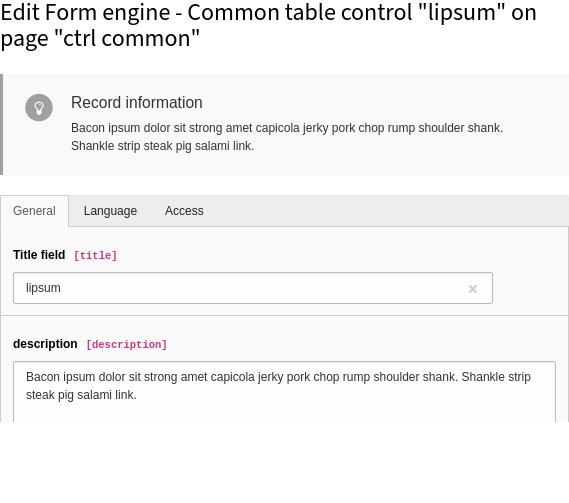 Edit Form engine - Common table control "lipsum" on
page "ctrl common"
Record information
Bacon ipsum dolor sit strong amet capicola jerky pork chop rump shoulder shank.
Shankle strip steak pig salami link.
General Language Access
Title field [title]
lipsum
description [description]
Bacon ipsum dolor sit strong amet capicola jerky pork chop rump shoulder shank. Shankle strip
steak pig salami link.